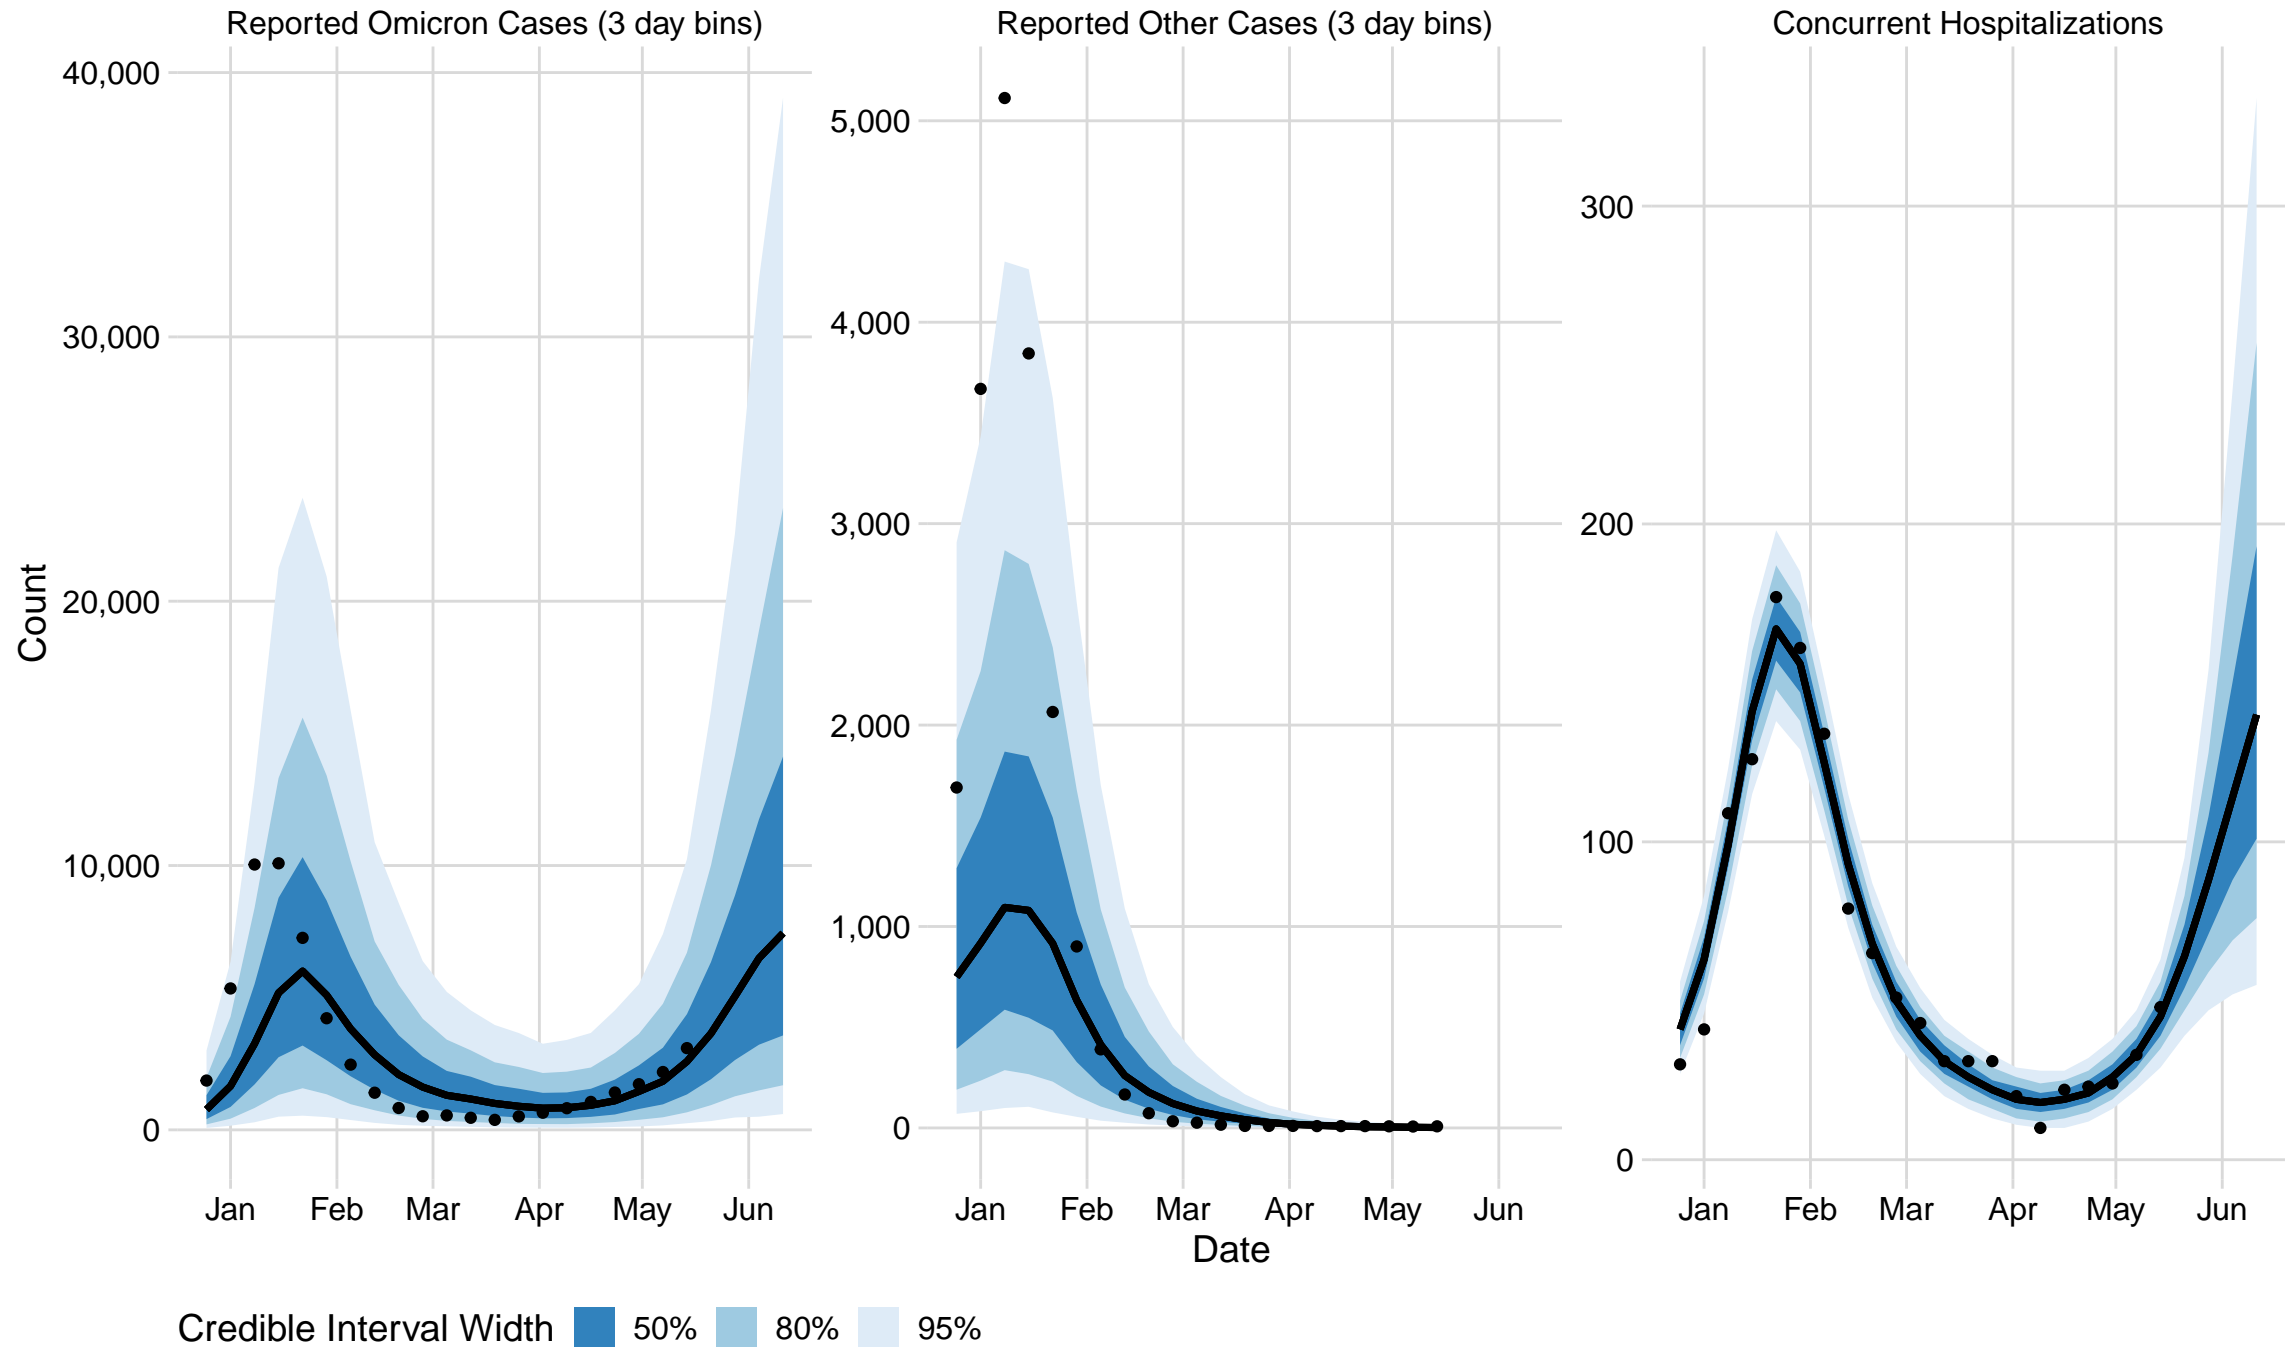 Reported Omicron Cases (3 day bins)
Reported Other Cases (3 day bins)
Concurrent Hospitalizations
Count
40,000
30,000
20,000
10,000
0
5,000
4,000
3,000
2,000
1,000
0
300
200
100
0
Jan Feb Mar Apr May Jun
Jan Feb Mar Apr May Jun
Jan Feb Mar Apr May Jun
Date
Credible Interval Width 50% 80% 95%